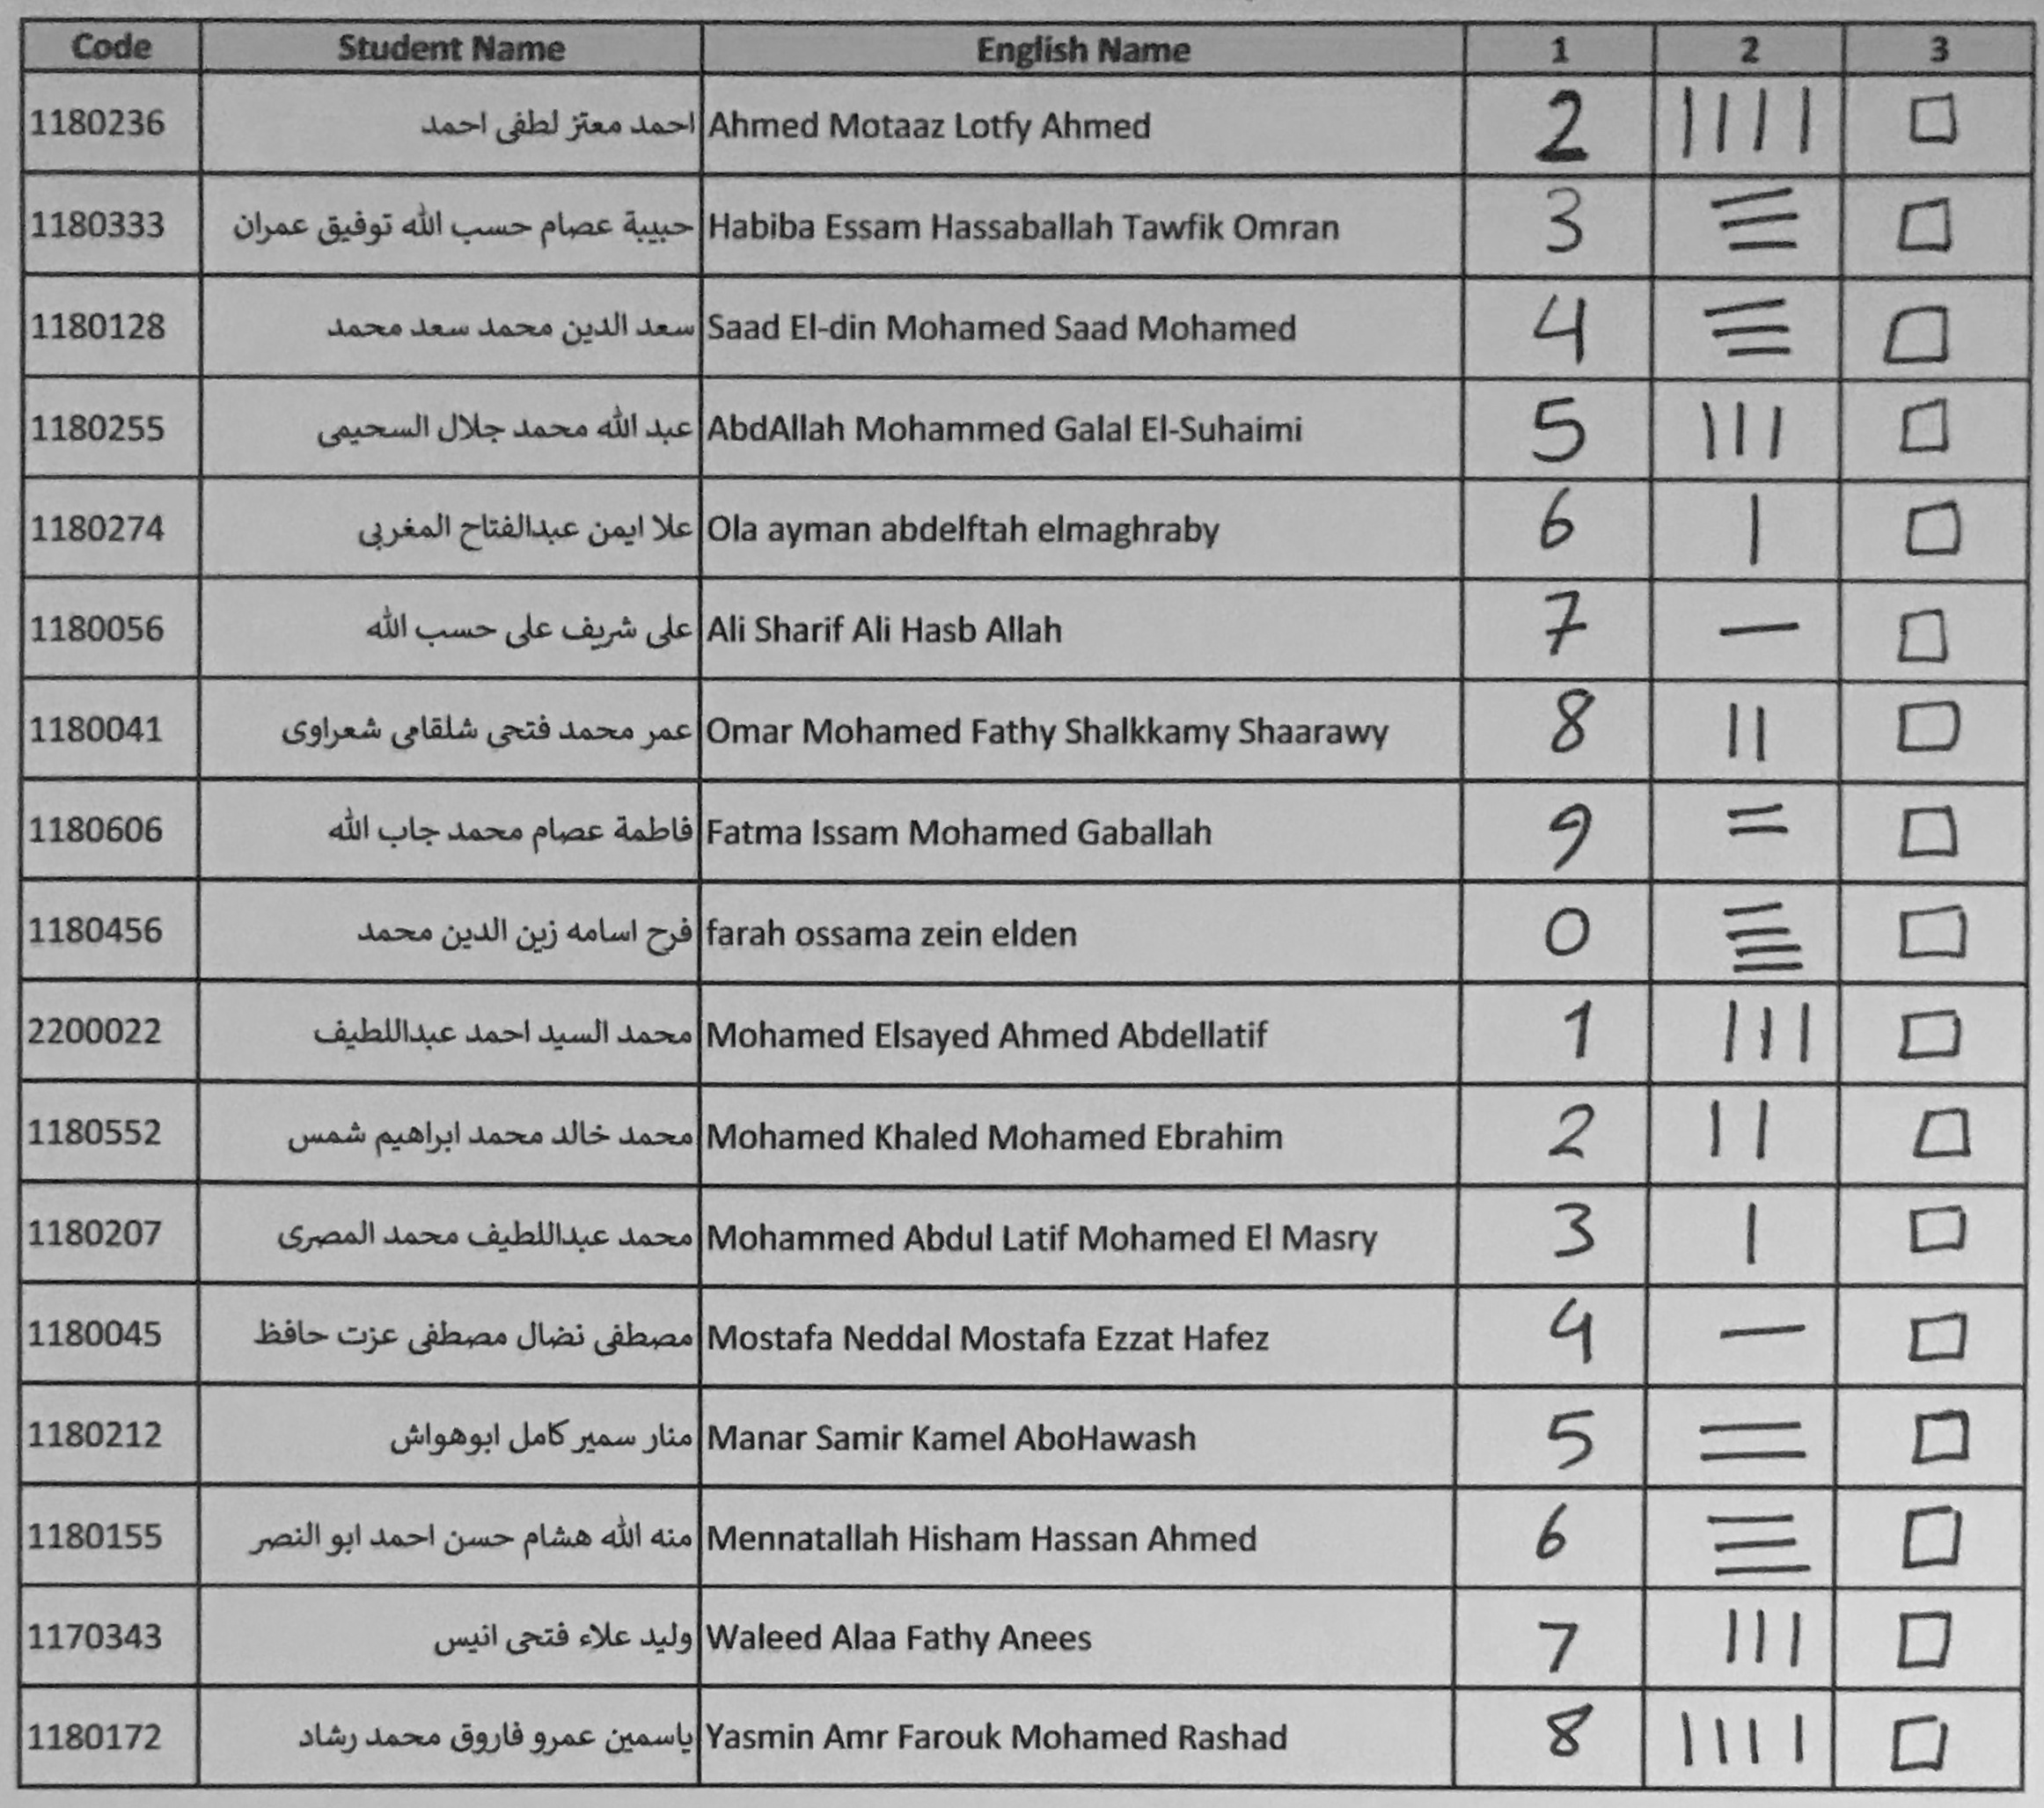 Code Student Name English Name 1 2 3
1180236 احمد معتز لطفى احمد Ahmed Motaaz Lotfy Ahmed 2 |||| □
1180333 حبيبة عصام حسب الله توفيق عمران Habiba Essam Hassaballah Tawfik Omran 3 ☰ □
1180128 سعد الدين محمد سعد محمد Saad El-din Mohamed Saad Mohamed 4 ☰ □
1180255 عبد الله محمد جلال السحيمى AbdAllah Mohammed Galal El-Suhaimi 5 ||| □
1180274 علا ايمن عبدالفتاح المغربى Ola ayman abdelftah elmaghraby 6 | □
1180056 على شريف على حسب الله Ali Sharif Ali Hasb Allah 7 — □
1180041 عمر محمد فتحى شلقامى شعراوى Omar Mohamed Fathy Shalkkamy Shaarawy 8 || □
1180606 فاطمة عصام محمد جاب الله Fatma Issam Mohamed Gaballah 9 = □
1180456 فرح اسامه زين الدين محمد farah ossama zein elden 0 𝍤 □
2200022 محمد السيد احمد عبداللطيف Mohamed Elsayed Ahmed Abdellatif 1 ||| □
1180552 محمد خالد محمد ابراهيم شمس Mohamed Khaled Mohamed Ebrahim 2 || □
1180207 محمد عبداللطيف محمد المصرى Mohammed Abdul Latif Mohamed El Masry 3 | □
1180045 مصطفى نضال مصطفى عزت حافظ Mostafa Neddal Mostafa Ezzat Hafez 4 — □
1180212 منار سمير كامل ابوهواش Manar Samir Kamel AboHawash 5 = □
1180155 منه الله هشام حسن احمد ابو النصر Mennatallah Hisham Hassan Ahmed 6 ☰ □
1170343 وليد علاء فتحى انيس Waleed Alaa Fathy Anees 7 ||| □
1180172 ياسمين عمرو فاروق محمد رشاد Yasmin Amr Farouk Mohamed Rashad 8 |||| □